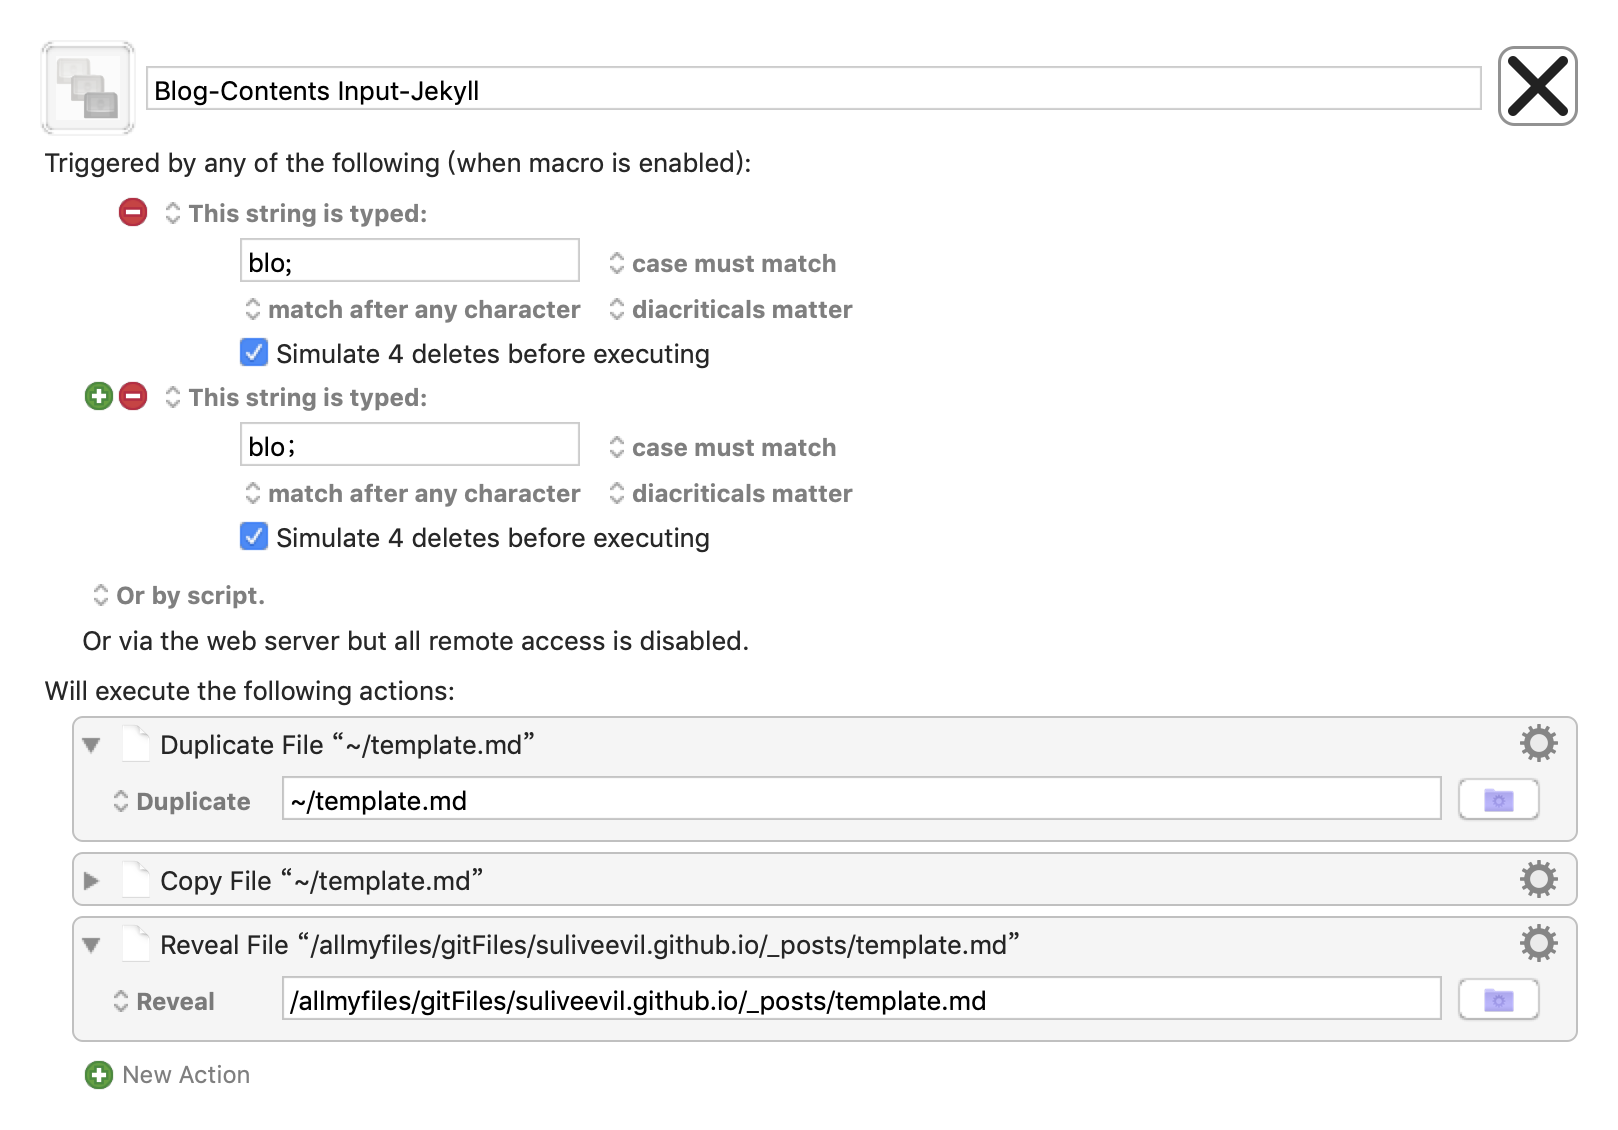 Blog-Contents Input-Jekyll
Triggered by any of the following (when macro is enabled):
This string is typed:
blo;
case must match
match after any character
diacriticals matter
Simulate 4 deletes before executing
This string is typed:
blo；
case must match
match after any character
diacriticals matter
Simulate 4 deletes before executing
Or by script.
Or via the web server but all remote access is disabled.
Will execute the following actions:
Duplicate File “~/template.md”
Duplicate
~/template.md
Copy File “~/template.md”
Reveal File “/allmyfiles/gitFiles/suliveevil.github.io/_posts/template.md”
Reveal
/allmyfiles/gitFiles/suliveevil.github.io/_posts/template.md
New Action